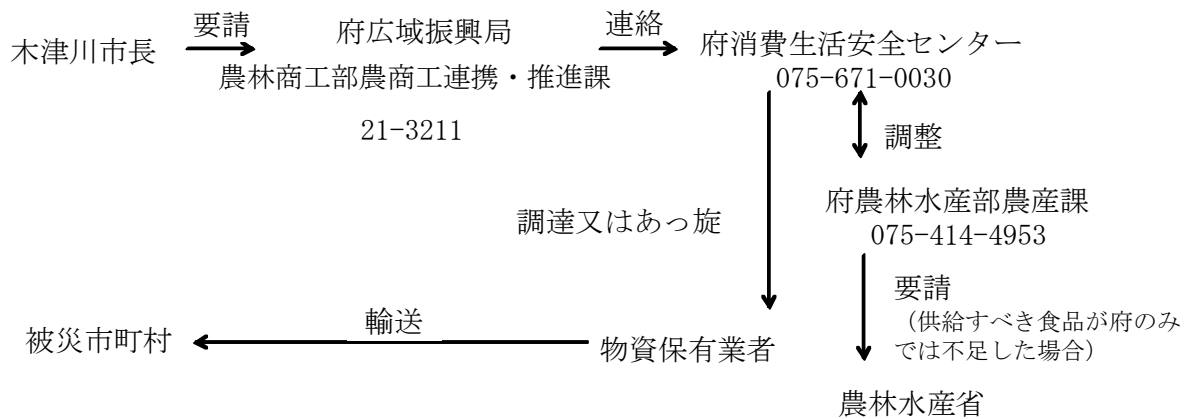 木津川市長
要請
府広域振興局
農林商工部農商工連携・推進課
21-3211
連絡
府消費生活安全センター
075-671-0030
調整
調達又はあっ旋
府農林水産部農産課
075-414-4953
要請
（供給すべき食品が府のみ
では不足した場合）
被災市町村
輸送
物資保有業者
農林水産省